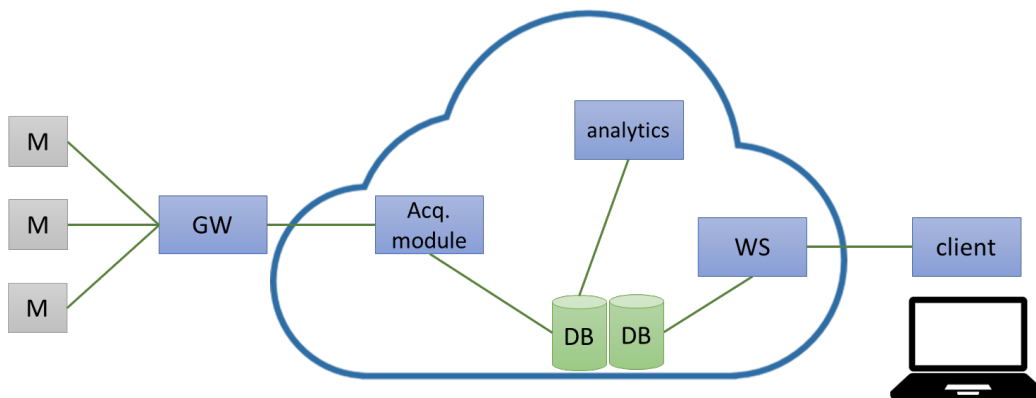 M
M
M
GW
Acq.
module
analytics
DB
DB
WS
client